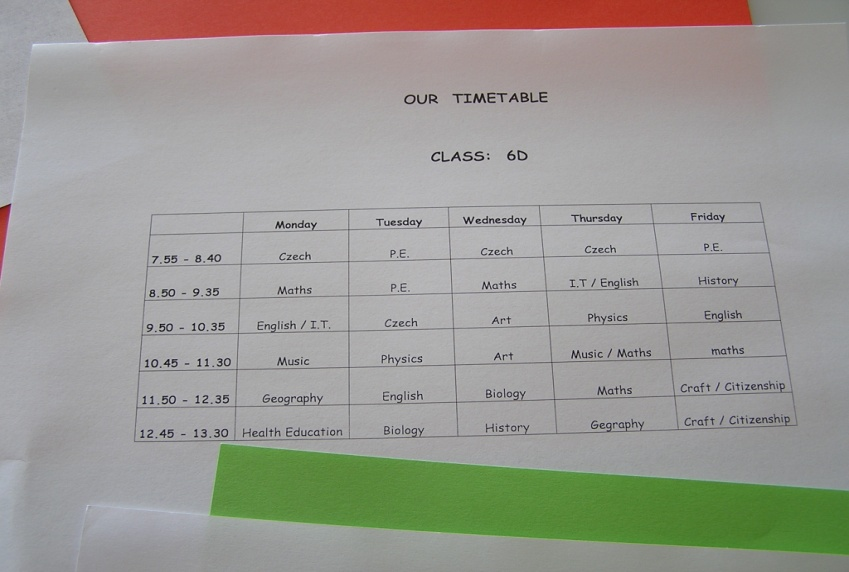 OUR TIMETABLE
CLASS: 6D
Monday Tuesday Wednesday Thursday Friday
7.55 - 8.40 Czech P.E. Czech Czech P.E.
8.50 - 9.35 Maths P.E. Maths I.T / English History
9.50 - 10.35 English / I.T. Czech Art Physics English
10.45 - 11.30 Music Physics Art Music / Maths maths
11.50 - 12.35 Geography English Biology Maths Craft / Citizenship
12.45 - 13.30 Health Education Biology History Gegraphy Craft / Citizenship